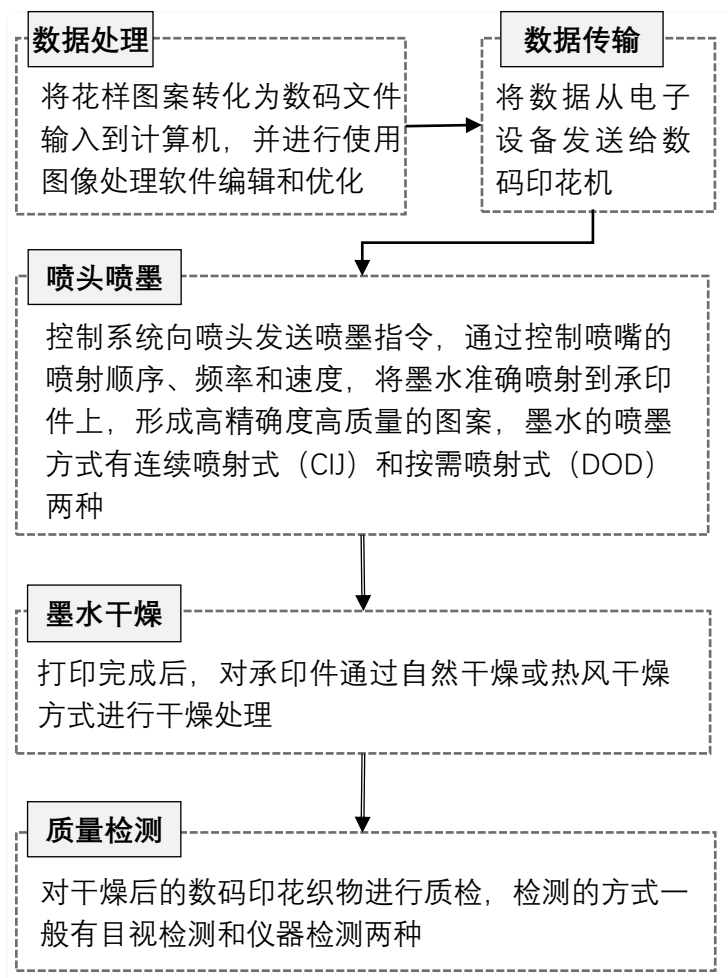 数据处理
将花样图案转化为数码文件
输入到计算机，并进行使用
图像处理软件编辑和优化
数据传输
将数据从电子
设备发送给数
码印花机
喷头喷墨
控制系统向喷头发送喷墨指令，通过控制喷嘴的
喷射顺序、频率和速度，将墨水准确喷射到承印
件上，形成高精确度高质量的图案，墨水的喷墨
方式有连续喷射式（CIJ）和按需喷射式（DOD）
两种
墨水干燥
打印完成后，对承印件通过自然干燥或热风干燥
方式进行干燥处理
质量检测
对干燥后的数码印花织物进行质检，检测的方式一
般有目视检测和仪器检测两种